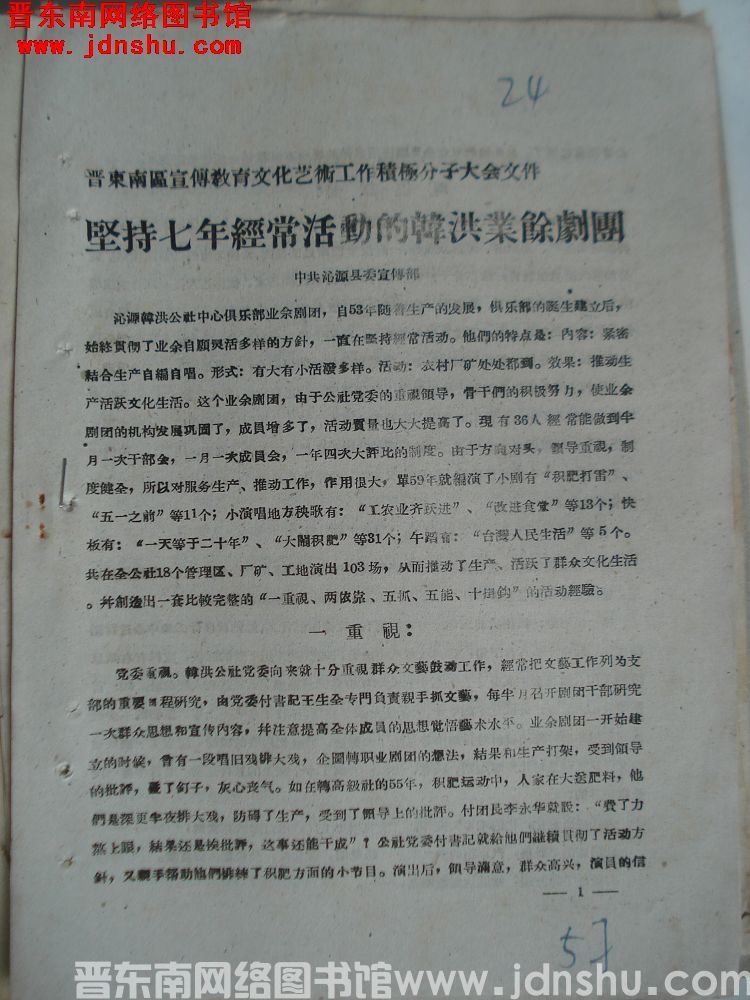 晋东南网络图书馆
www.jdnshu.com
24
晋東南區宣傳敎育文化艺術工作積極分子大会文件
堅持七年經常活動的韓洪業餘劇團
中共沁源县委宣傳部
沁源韓洪公社中心俱乐部业余剧团，自53年随着生产的发展，俱乐部的誕生建立后，
始終貫彻了业余自願灵活多样的方針，一直在坚持經常活动。他們的特点是：内容：紧密
結合生产自編自唱。形式：有大有小活潑多样。活动：农村厂矿处处都到。效果：推动生
产活跃文化生活。这个业余剧团，由于公社党委的重視领导，骨干們的积极努力，使业余
剧团的机构发展巩固了，成員增多了，活动質量也大大提高了。現有36人經常能做到半
月一次干部会，一月一次成員会，一年四次大評比的制度。由于方向对头，領导重視，制
度健全，所以对服务生产、推动工作，作用很大，單59年就編演了小剧有“积肥打雷”、
“五一之前”等11个；小演唱地方秧歌有：“工农业齐跃进”、“改进食堂”等13个；快
板有：“一天等于二十年”、“大鬧积肥”等31个；午蹈有：“台灣人民生活”等5个。
共在全公社18个管理區、厂矿、工地演出103场，从而推动了生产、活跃了群众文化生活
。幷創造出一套比較完整的“一重視、两依靠、五抓、五能、十掛鈎”的活动經驗。
一重視：
党委重視。韓洪公社党委向来就十分重視群众文藝鼓动工作，經常把文艺工作列为支
部的重要 程研究，由党委付書記王生全专門負責親手抓文藝，每半月召开剧团干部研究
一次群众思想和宣传内容，幷注意提高全体成員的思想覚悟藝术水平。业余剧团一开始建
立的时候，曾有一段唱旧戏排大戏，企圖轉职业剧团的想法，結果和生产打架，受到領导
的批評，碰了釘子，灰心丧气。如在轉高級社的55年，积肥运动中，人家在大送肥料，他
們是深更半夜排大戏，防碍了生产，受到了領导上的批評。付团長李永华就說：“費了力
熬上眼，結果还是挨批評，这事还能干成”？公社党委付書記就給他們継續貫彻了活动方
針，又親手帮助他們排練了积肥方面的小节目。演出后，領导滿意，群众高兴，演員的信
— 1 —
57
晋东南网络图书馆www.jdnshu.com